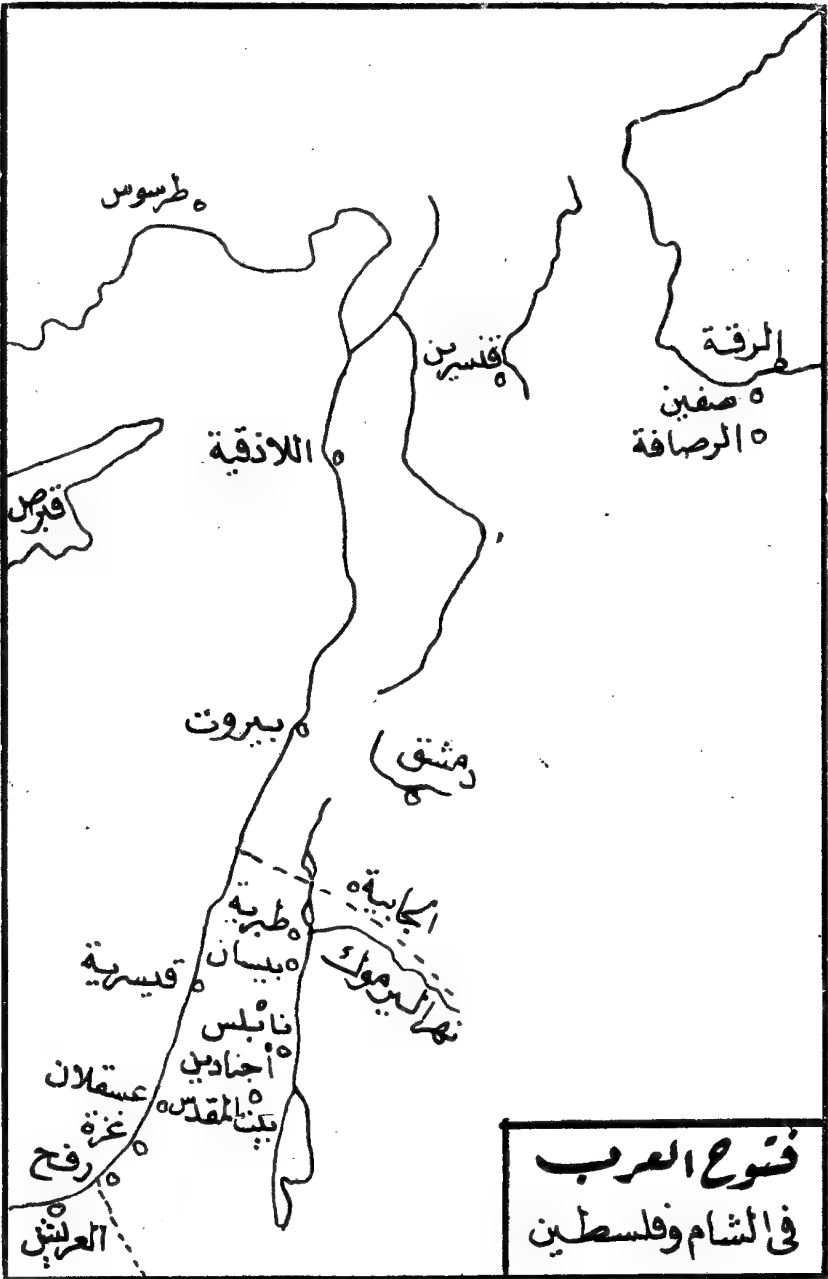 طرسوس
الرقة
قنسرين
صفين
الرصافة
اللاذقية
قبرص
بيروت
دمشق
الجابية
طبرية
بيسان
نهر اليرموك
قيسرية
نابلس
أجنادين
عسقلان
بيت المقدس
غزة
رفح
العريش
فتوح العرب
فى الشام وفلسطين